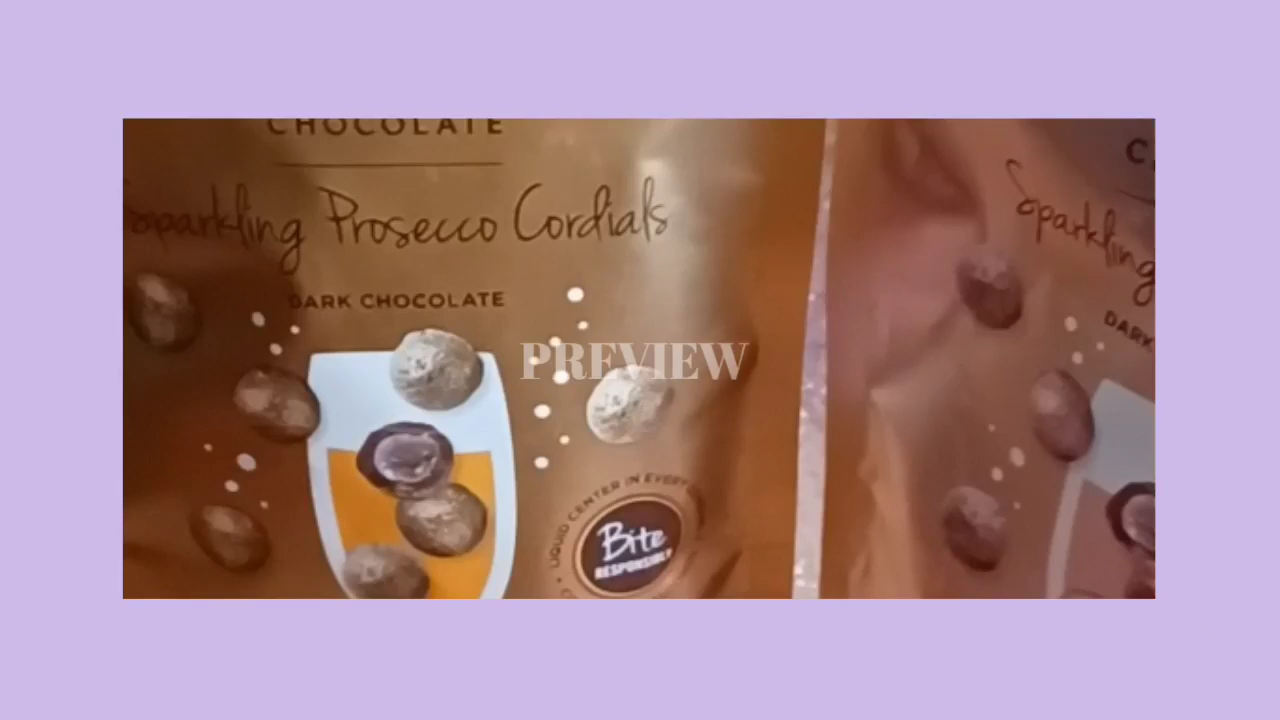 CHOCOLATE
Sparkling Prosecco Cordials
DARK CHOCOLATE
PREVIEW
LIQUID CENTER IN EVERY
Bite
RESPONSIBLY
Sparkling
DARK